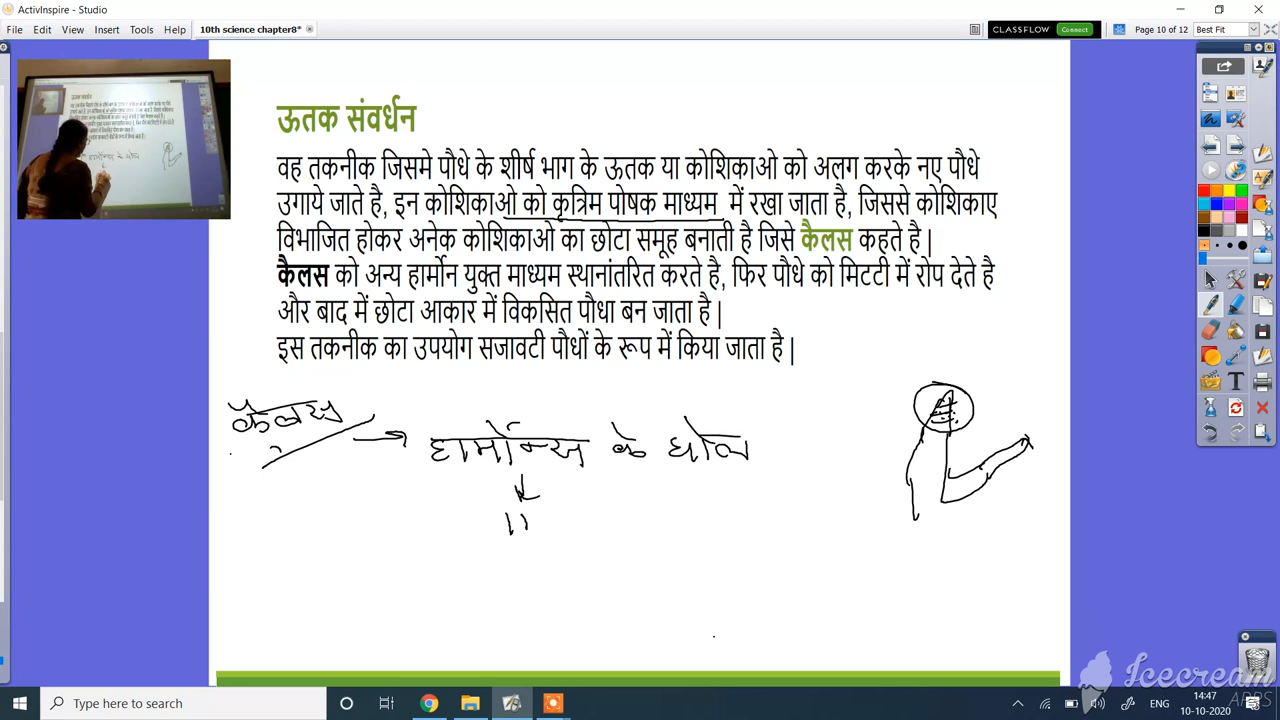 ActivInspire - Studio
File Edit View Insert Tools Help 10th science chapter8* CLASSFLOW Connect Page 10 of 12 Best Fit
ऊतक संवर्धन
वह तकनीक जिसमे पौधे के शीर्ष भाग के ऊतक या कोशिकाओ को अलग करके नए पौधे
उगाये जाते है, इन कोशिकाओ को कृत्रिम पोषक माध्यम में रखा जाता है, जिससे कोशिकाए
विभाजित होकर अनेक कोशिकाओं का छोटा समूह बनाती है जिसे कैलस कहते है |
कैलस को अन्य हार्मोन युक्त माध्यम स्थानांतरित करते है, फिर पौधे को मिटटी में रोप देते है
और बाद में छोटा आकार में विकसित पौधा बन जाता है |
इस तकनीक का उपयोग सजावटी पौधों के रूप में किया जाता है |
कैलस
हार्मोन्स के घोल
Type here to search
ENG
14:47
10-10-2020
Icecream
APPS